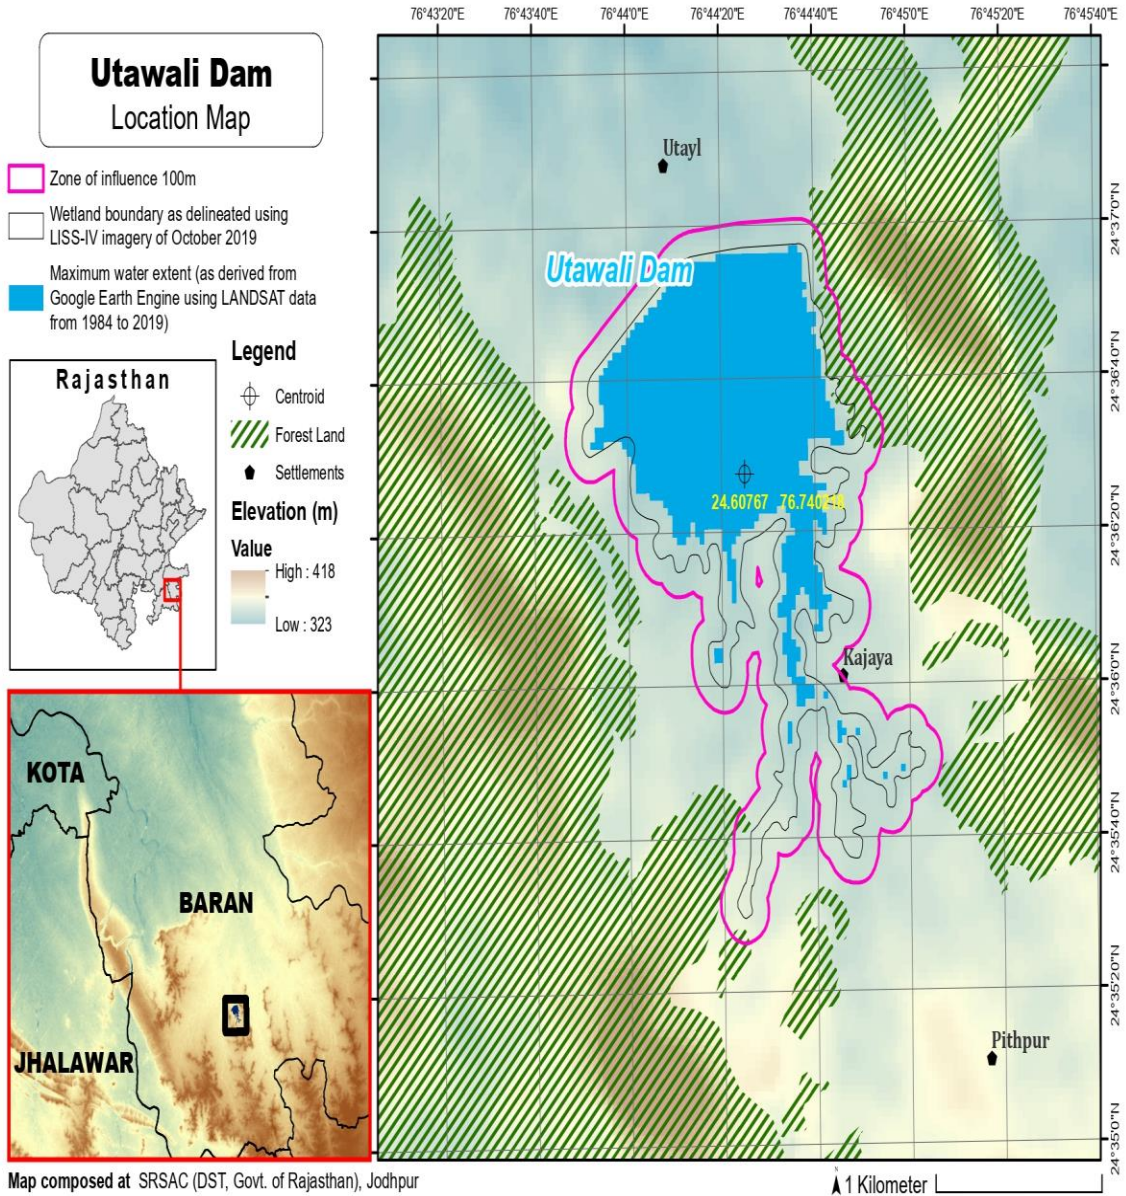 76°43'20"E 76°43'40"E 76°44'0"E 76°44'20"E 76°44'40"E 76°45'0"E 76°45'20"E 76°45'40"E
Utawali Dam
Location Map
Zone of influence 100m
Wetland boundary as delineated using
LISS-IV imagery of October 2019
Maximum water extent (as derived from
Google Earth Engine using LANDSAT data
from 1984 to 2019)
Rajasthan
Legend
Centroid
Forest Land
Settlements
Elevation (m)
Value
High : 418
Low : 323
KOTA
BARAN
JHALAWAR
Utayl
Utawali Dam
24.60767 76.740218
Kajaya
Pithpur
24°37'0"N
24°36'40"N
24°36'20"N
24°36'0"N
24°35'40"N
24°35'20"N
24°35'0"N
Map composed at SRSAC (DST, Govt. of Rajasthan), Jodhpur
N
1 Kilometer